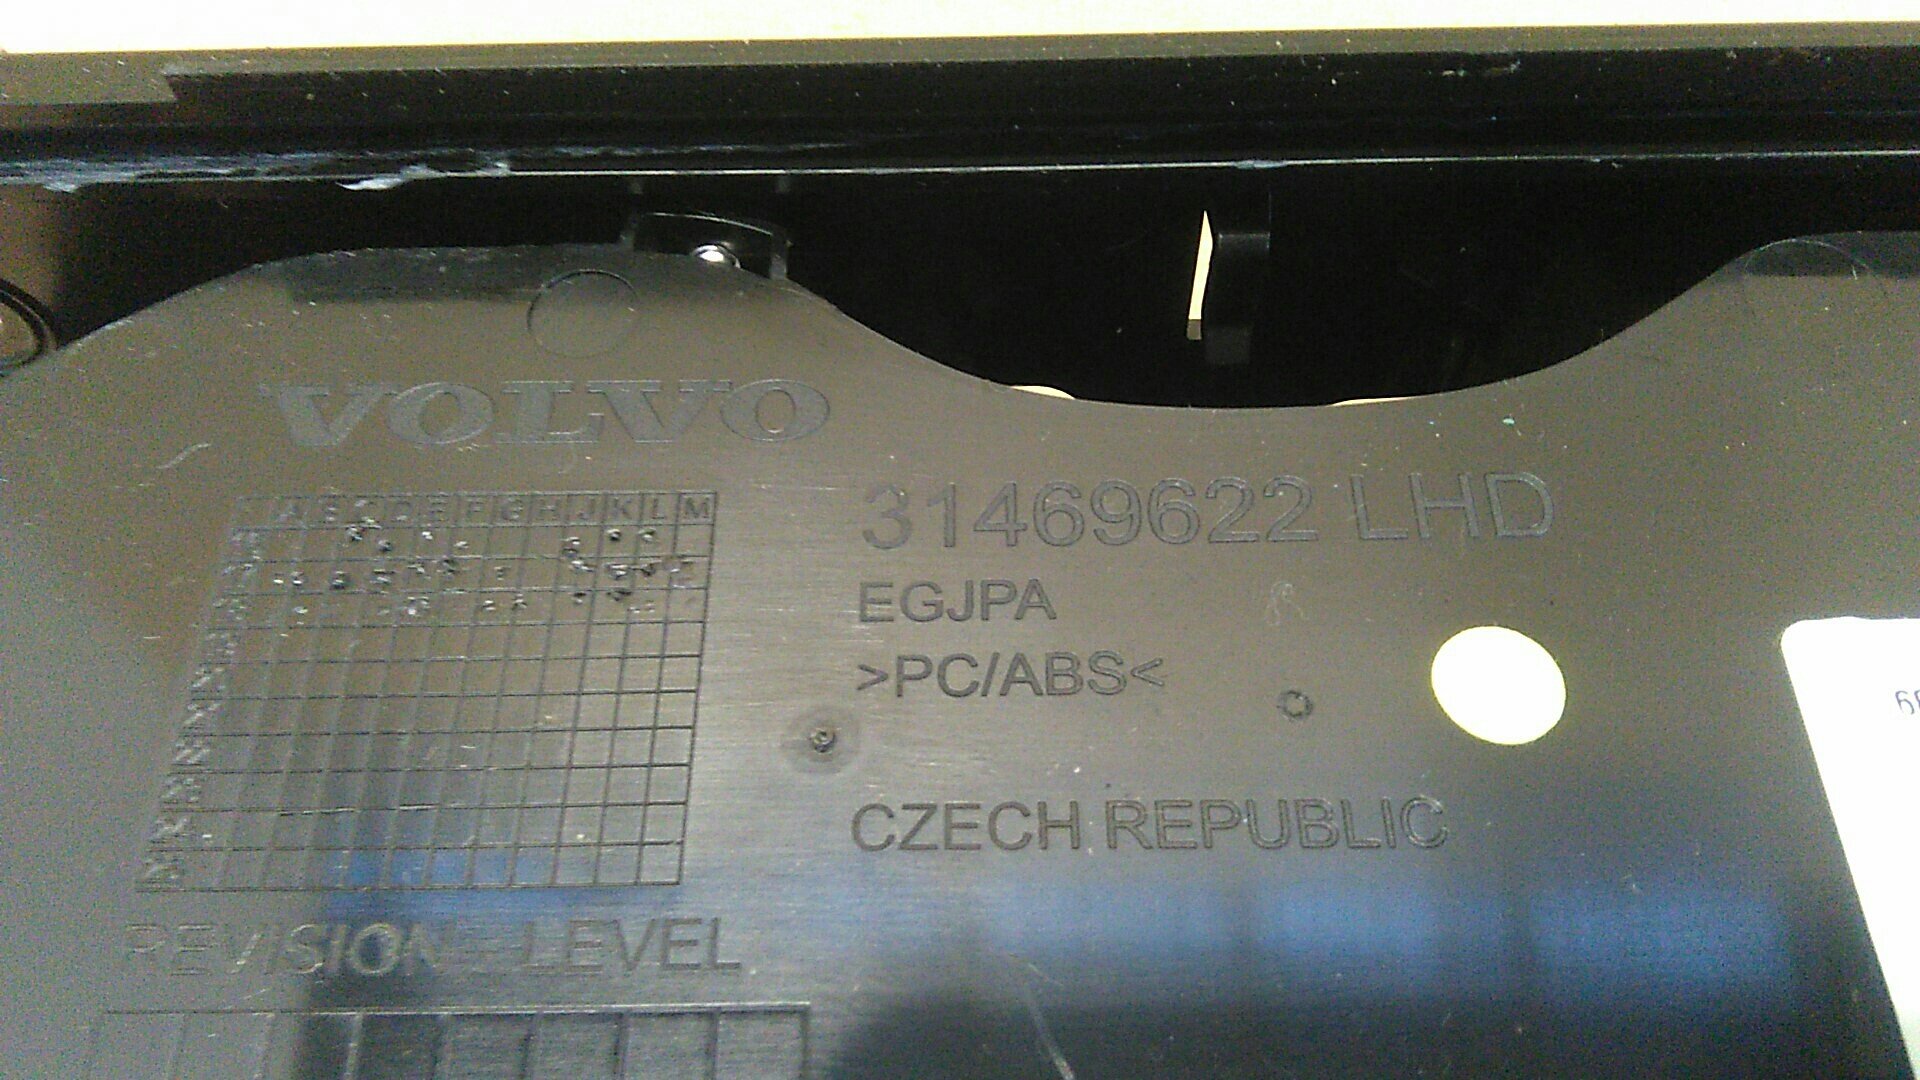 VOLVO
A B C D E F G H J K L M
31469622 LHD
EGJPA
>PC/ABS<
CZECH REPUBLIC
REVISION LEVEL